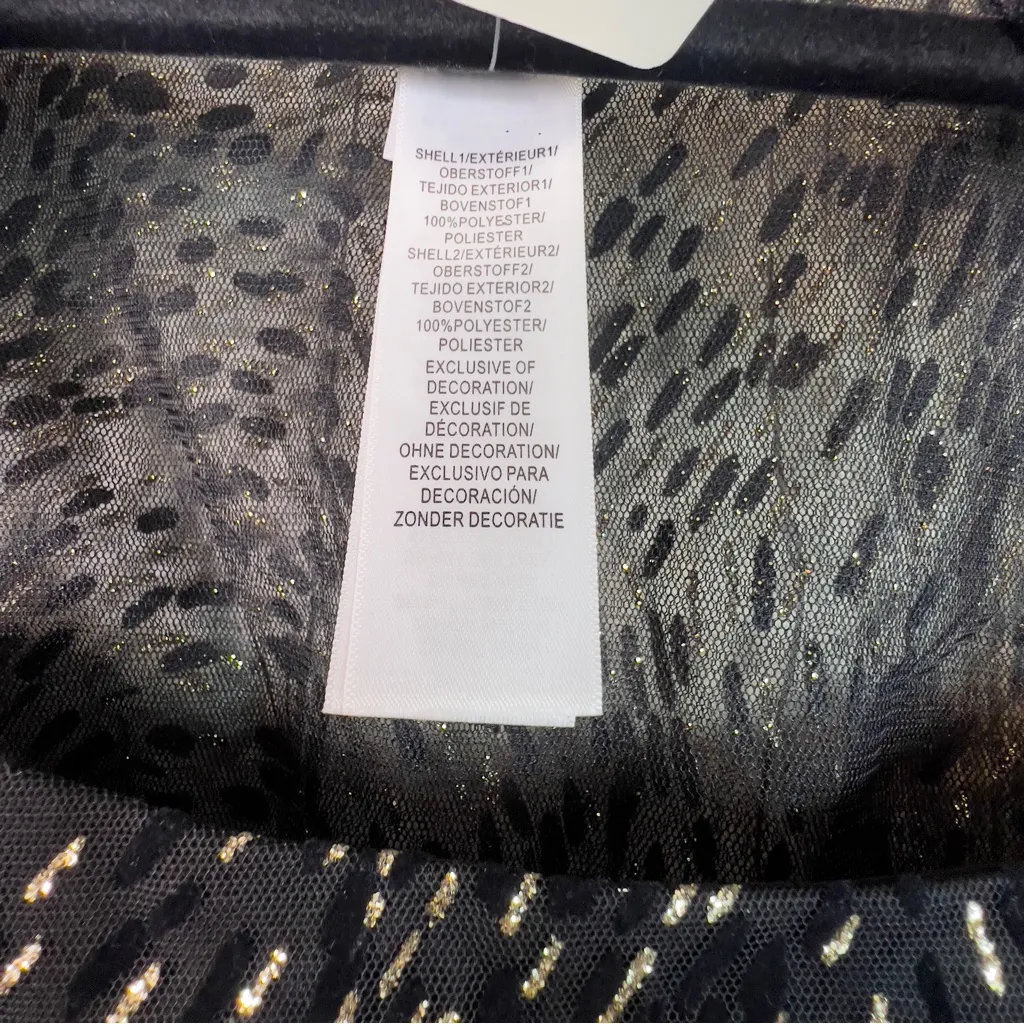 SHELL1/EXTÉRIEUR1/
OBERSTOFF1/
TEJIDO EXTERIOR1/
BOVENSTOF1
100%POLYESTER/
POLIESTER
SHELL2/EXTÉRIEUR2/
OBERSTOFF2/
TEJIDO EXTERIOR2/
BOVENSTOF2
100%POLYESTER/
POLIESTER
EXCLUSIVE OF
DECORATION/
EXCLUSIF DE
DÉCORATION/
OHNE DECORATION/
EXCLUSIVO PARA
DECORACIÓN/
ZONDER DECORATIE